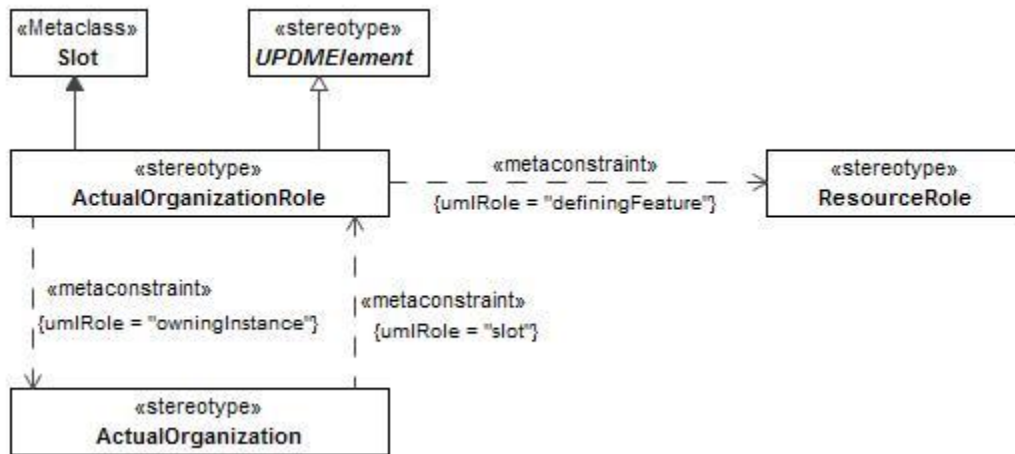 «Metaclass»
Slot
«stereotype»
UPDMElement
«stereotype»
ActualOrganizationRole
«metaconstraint»
{umlRole = "definingFeature"}
«stereotype»
ResourceRole
«metaconstraint»
{umlRole = "owningInstance"}
«metaconstraint»
{umlRole = "slot"}
«stereotype»
ActualOrganization